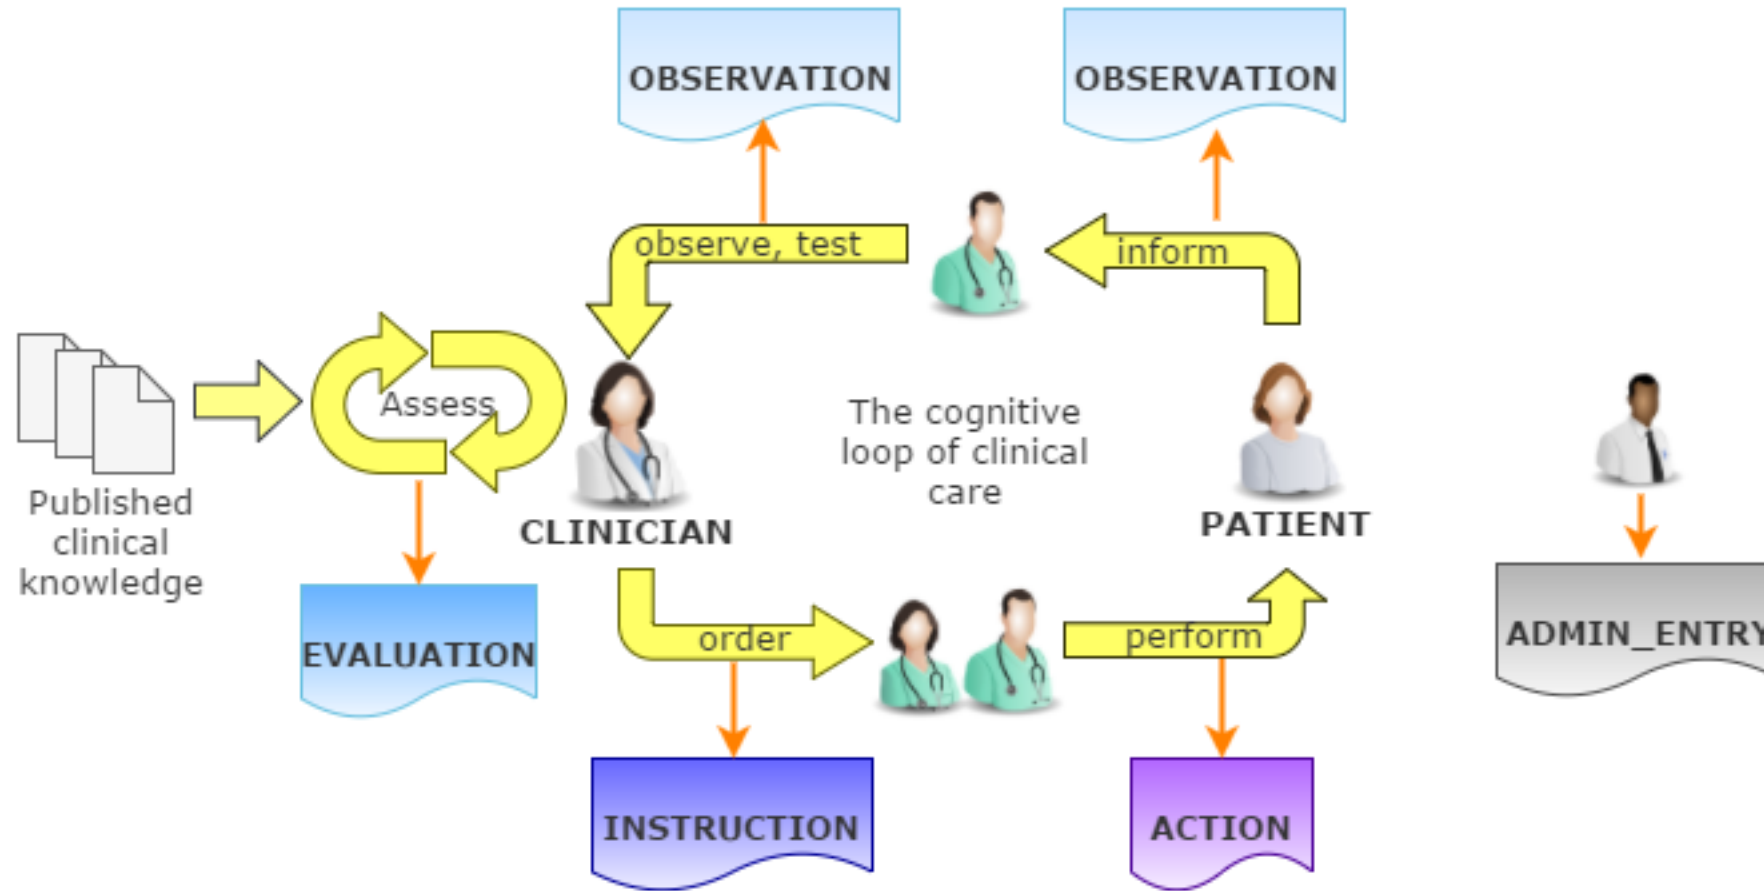 OBSERVATION
OBSERVATION
observe, test
inform
Assess
The cognitive
loop of clinical
care
Published
clinical
knowledge
CLINICIAN
PATIENT
EVALUATION
order
perform
ADMIN_ENTRY
INSTRUCTION
ACTION